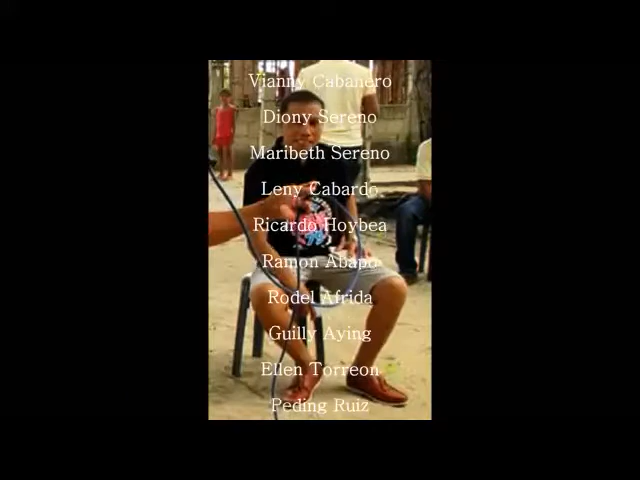 Vianny Cabanero
Diony Sereno
Maribeth Sereno
Leny Cabardo
Ricardo Hoybea
Ramon Abapo
Rodel Afrida
Guilly Aying
Ellen Torreon
Peding Ruiz